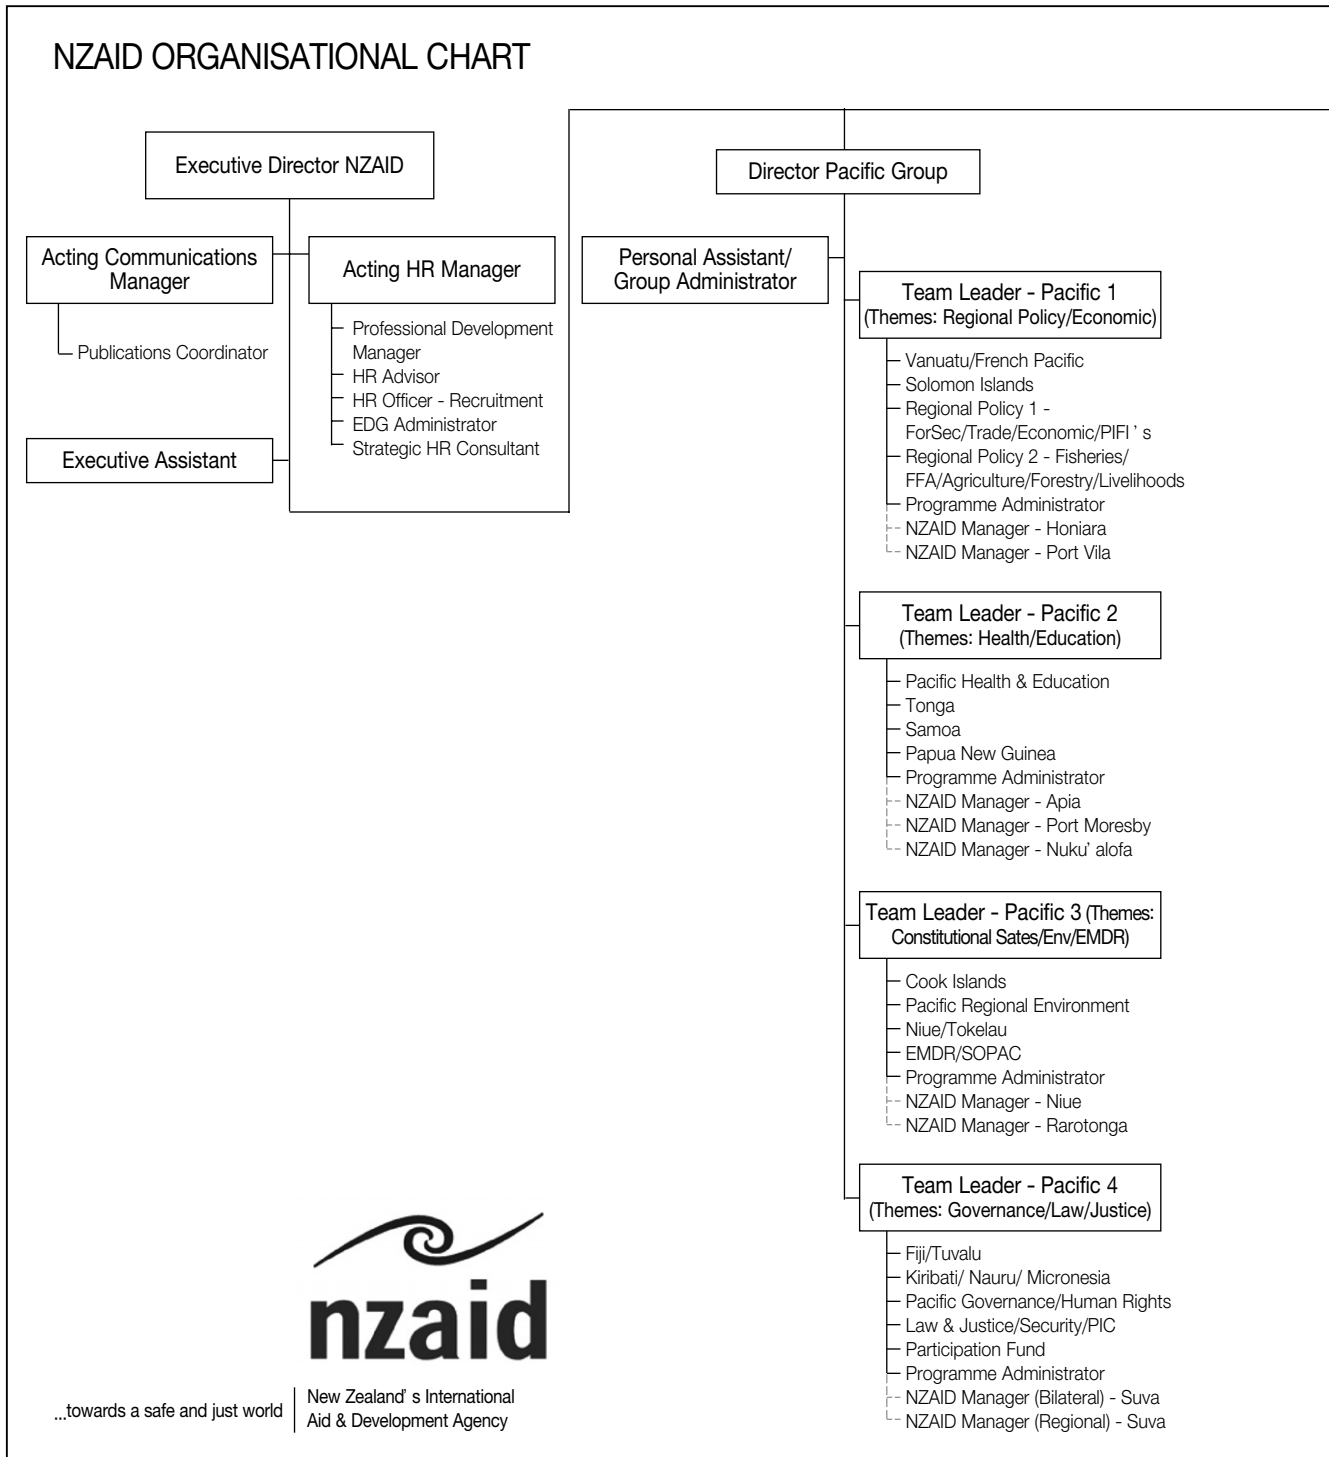 NZAID ORGANISATIONAL CHART
Executive Director NZAID
Acting Communications
Manager
Publications Coordinator
Acting HR Manager
Professional Development
Manager
HR Advisor
HR Officer - Recruitment
EDG Administrator
Strategic HR Consultant
Executive Assistant
Director Pacific Group
Personal Assistant/
Group Administrator
Team Leader - Pacific 1
(Themes: Regional Policy/Economic)
Vanuatu/French Pacific
Solomon Islands
Regional Policy 1 -
ForSec/Trade/Economic/PIFI's
Regional Policy 2 - Fisheries/
FFA/Agriculture/Forestry/Livelihoods
Programme Administrator
NZAID Manager - Honiara
NZAID Manager - Port Vila
Team Leader - Pacific 2
(Themes: Health/Education)
Pacific Health & Education
Tonga
Samoa
Papua New Guinea
Programme Administrator
NZAID Manager - Apia
NZAID Manager - Port Moresby
NZAID Manager - Nuku' alofa
Team Leader - Pacific 3 (Themes:
Constitutional Sates/Env/EMDR)
Cook Islands
Pacific Regional Environment
Niue/Tokelau
EMDR/SOPAC
Programme Administrator
NZAID Manager - Niue
NZAID Manager - Rarotonga
Team Leader - Pacific 4
(Themes: Governance/Law/Justice)
Fiji/Tuvalu
Kiribati/ Nauru/ Micronesia
Pacific Governance/Human Rights
Law & Justice/Security/PIC
Participation Fund
Programme Administrator
NZAID Manager (Bilateral) - Suva
NZAID Manager (Regional) - Suva
nzaid
...towards a safe and just world
New Zealand's International
Aid & Development Agency